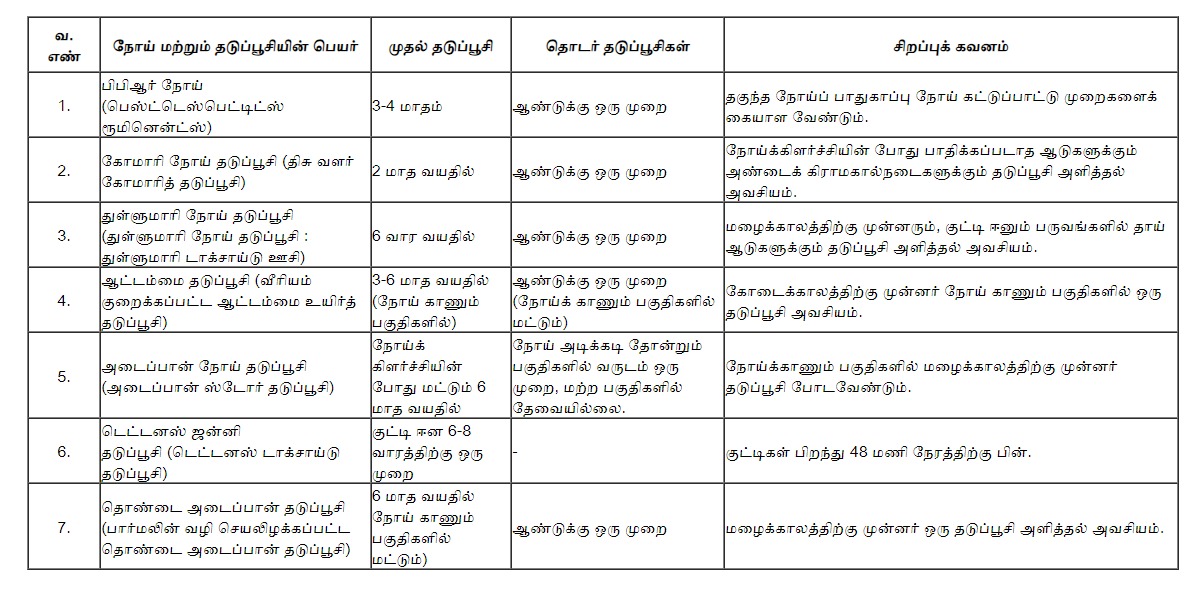 வ. எண்
நோய் மற்றும் தடுப்பூசியின் பெயர்
முதல் தடுப்பூசி
தொடர் தடுப்பூசிகள்
சிறப்புக் கவனம்
1.
பிபிஆர் நோய்
(பெஸ்ட்டெஸ்பெட்டிட்ஸ்
ரூமினென்ட்ஸ்)
3-4 மாதம்
ஆண்டுக்கு ஒரு முறை
தகுந்த நோய்ப் பாதுகாப்பு நோய் கட்டுப்பாட்டு முறைகளைக்
கையாள வேண்டும்.
2.
கோமாரி நோய் தடுப்பூசி (திசு வளர்
கோமாரித் தடுப்பூசி)
2 மாத வயதில்
ஆண்டுக்கு ஒரு முறை
நோய்க்கிளர்ச்சியின் போது பாதிக்கப்படாத ஆடுகளுக்கும்
அண்டைக் கிராமகால்நடைகளுக்கும் தடுப்பூசி அளித்தல்
அவசியம்.
3.
துள்ளுமாரி நோய் தடுப்பூசி
(துள்ளுமாரி நோய் தடுப்பூசி :
துள்ளுமாரி டாக்சாய்டு ஊசி)
6 வார வயதில்
ஆண்டுக்கு ஒரு முறை
மழைக்காலத்திற்கு முன்னரும், குட்டி ஈனும் பருவங்களில் தாய்
ஆடுகளுக்கும் தடுப்பூசி அளித்தல் அவசியம்.
4.
ஆட்டம்மை தடுப்பூசி (வீரியம்
குறைக்கப்பட்ட ஆட்டம்மை உயிர்த்
தடுப்பூசி)
3-6 மாத வயதில்
(நோய் காணும்
பகுதிகளில்)
ஆண்டுக்கு ஒரு முறை
(நோய்க் காணும் பகுதிகளில்
மட்டும்)
கோடைக்காலத்திற்கு முன்னர் நோய் காணும் பகுதிகளில் ஒரு
தடுப்பூசி அவசியம்.
5.
அடைப்பான் நோய் தடுப்பூசி
(அடைப்பான் ஸ்டோர் தடுப்பூசி)
நோய்க்
கிளர்ச்சியின்
போது மட்டும் 6
மாத வயதில்
நோய் அடிக்கடி தோன்றும்
பகுதிகளில் வருடம் ஒரு
முறை, மற்ற பகுதிகளில்
தேவையில்லை.
நோய்க்காணும் பகுதிகளில் மழைக்காலத்திற்கு முன்னர்
தடுப்பூசி போடவேண்டும்.
6.
டெட்டனஸ் ஜன்னி
தடுப்பூசி (டெட்டனஸ் டாக்சாய்டு
தடுப்பூசி)
குட்டி ஈன 6-8
வாரத்திற்கு ஒரு
முறை
-
குட்டிகள் பிறந்து 48 மணி நேரத்திற்கு பின்.
7.
தொண்டை அடைப்பான் தடுப்பூசி
(பார்மலின் வழி செயலிழக்கப்பட்ட
தொண்டை அடைப்பான் தடுப்பூசி)
6 மாத வயதில்
நோய் காணும்
பகுதிகளில்
மட்டும்)
ஆண்டுக்கு ஒரு முறை
மழைக்காலத்திற்கு முன்னர் ஒரு தடுப்பூசி அளித்தல் அவசியம்.